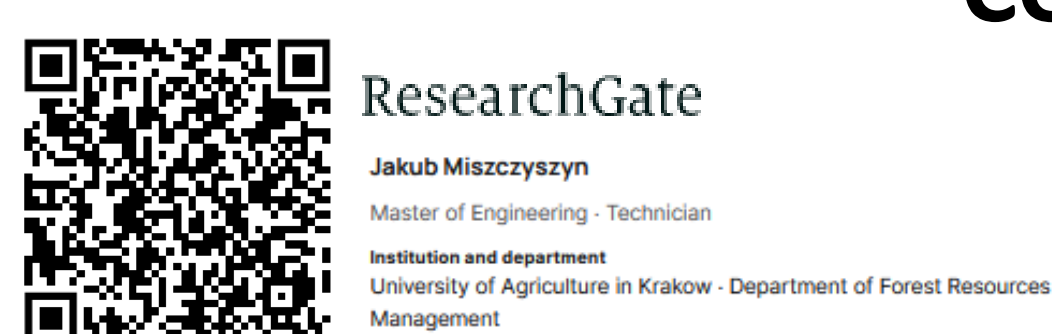 ResearchGate
Jakub Miszczyszyn
Master of Engineering · Technician
Institution and department
University of Agriculture in Krakow · Department of Forest Resources
Management